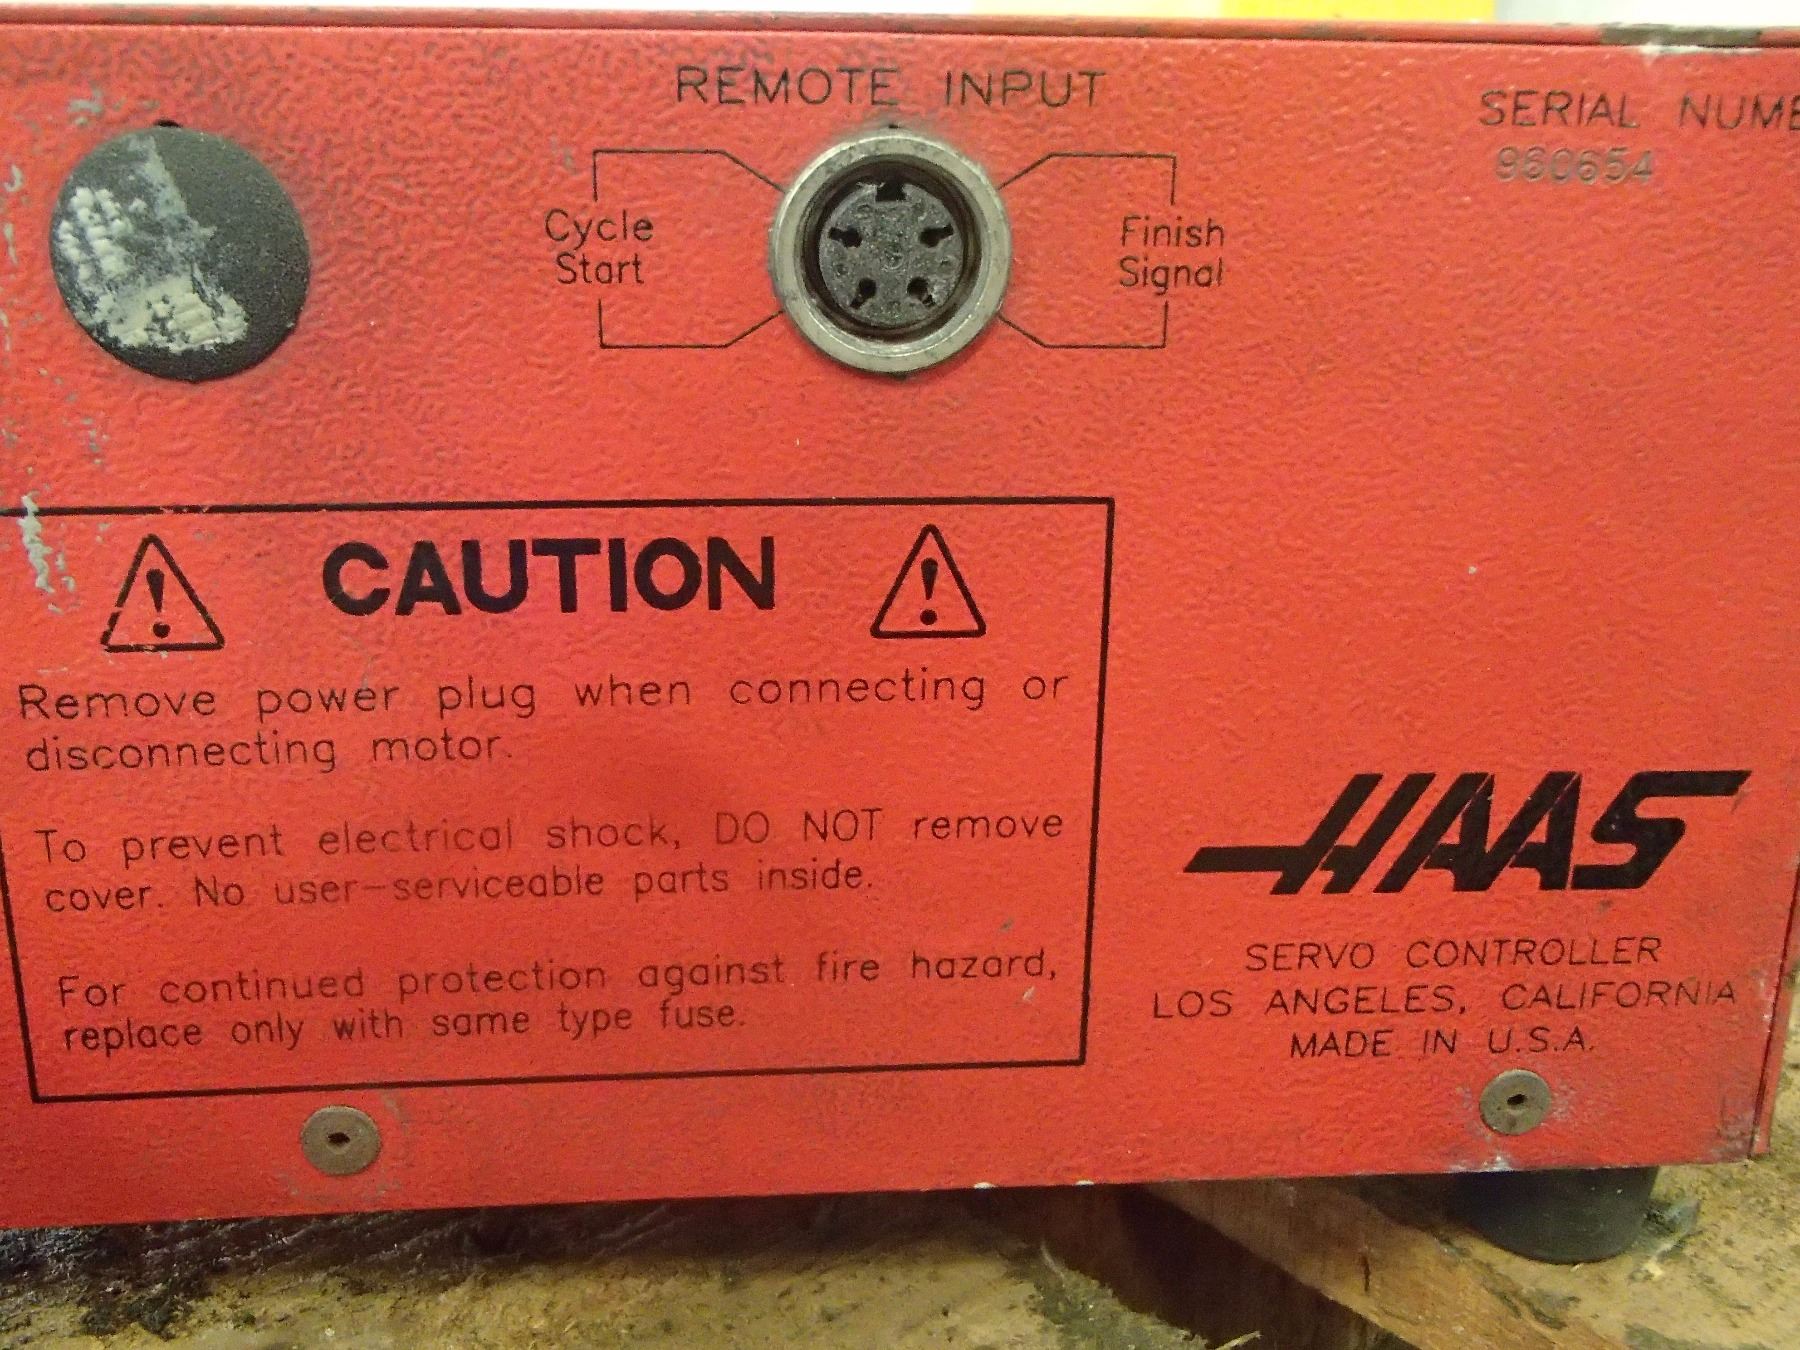 REMOTE INPUT
SERIAL NUMB
960654
Cycle
Start
Finish
Signal
CAUTION
Remove power plug when connecting or
disconnecting motor.
To prevent electrical shock, DO NOT remove
cover. No user-serviceable parts inside.
For continued protection against fire hazard,
replace only with same type fuse.
HAAS
SERVO CONTROLLER
LOS ANGELES, CALIFORNIA
MADE IN U.S.A.